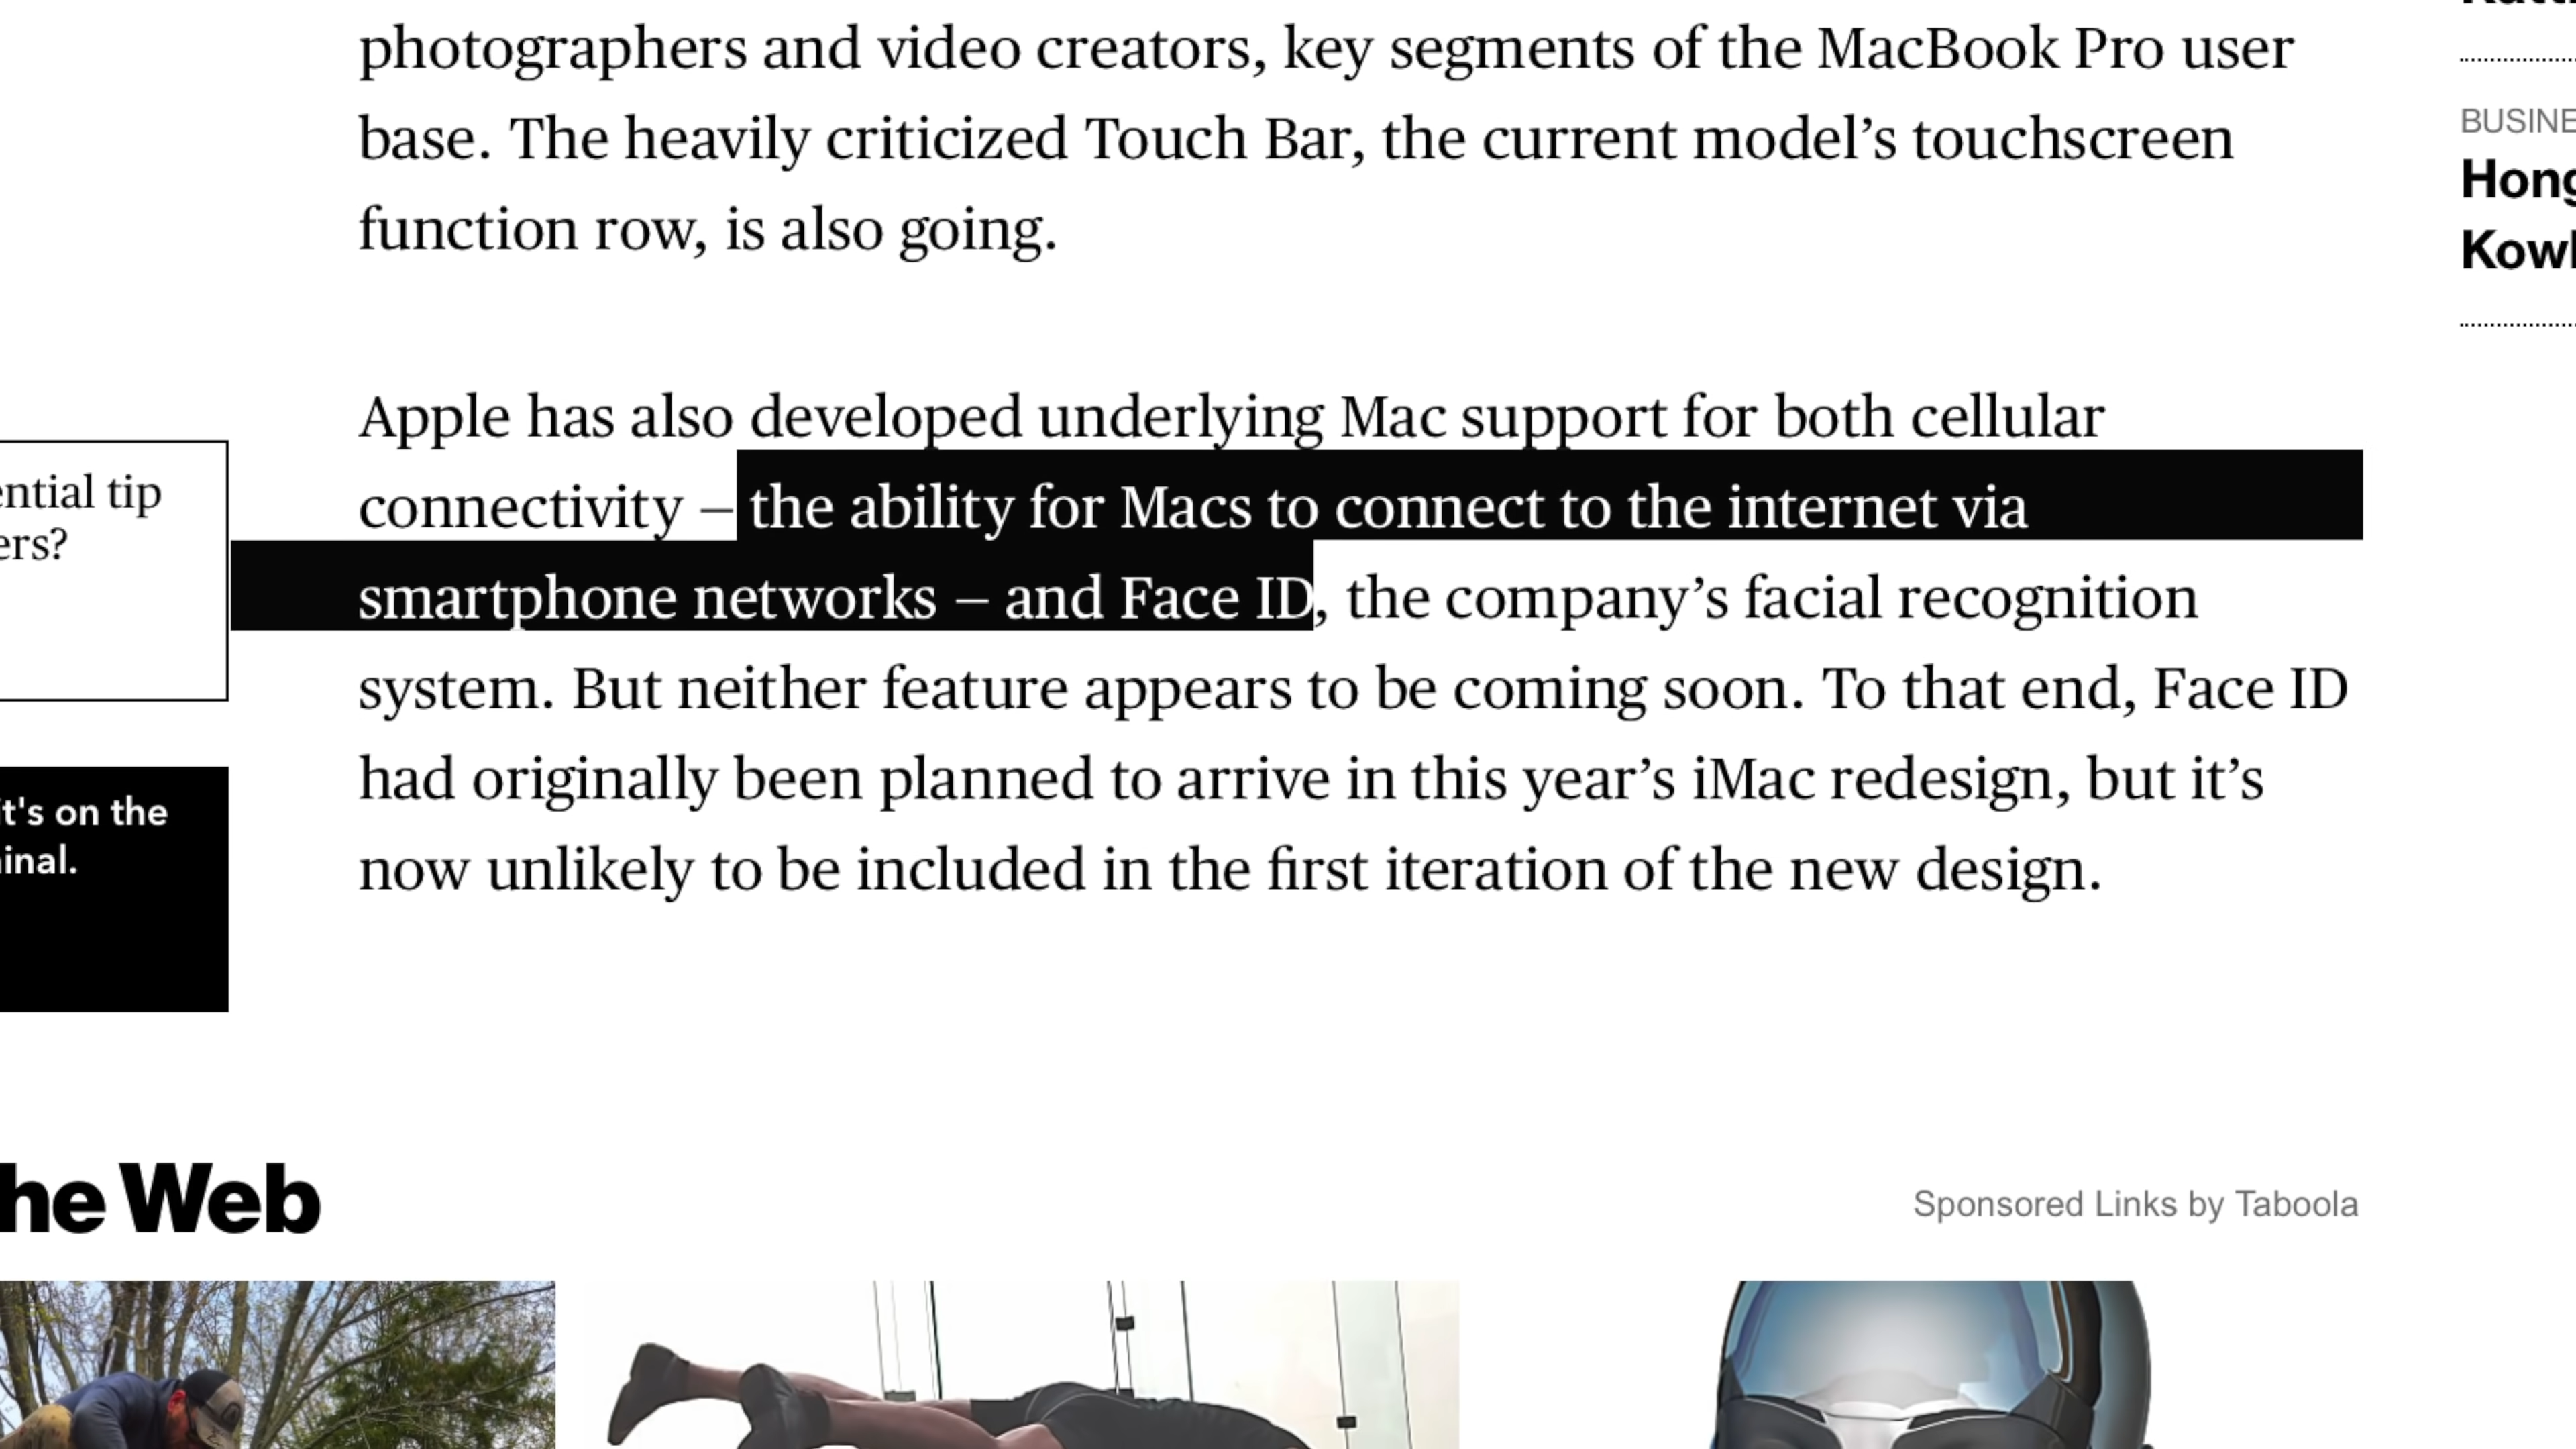 photographers and video creators, key segments of the MacBook Pro user
base. The heavily criticized Touch Bar, the current model’s touchscreen
function row, is also going.
Apple has also developed underlying Mac support for both cellular
connectivity – the ability for Macs to connect to the internet via
smartphone networks – and Face ID, the company’s facial recognition
system. But neither feature appears to be coming soon. To that end, Face ID
had originally been planned to arrive in this year’s iMac redesign, but it’s
now unlikely to be included in the first iteration of the new design.
ential tip
ers?
it's on the
inal.
BUSINE
Hong
Kowl
he Web
Sponsored Links by Taboola